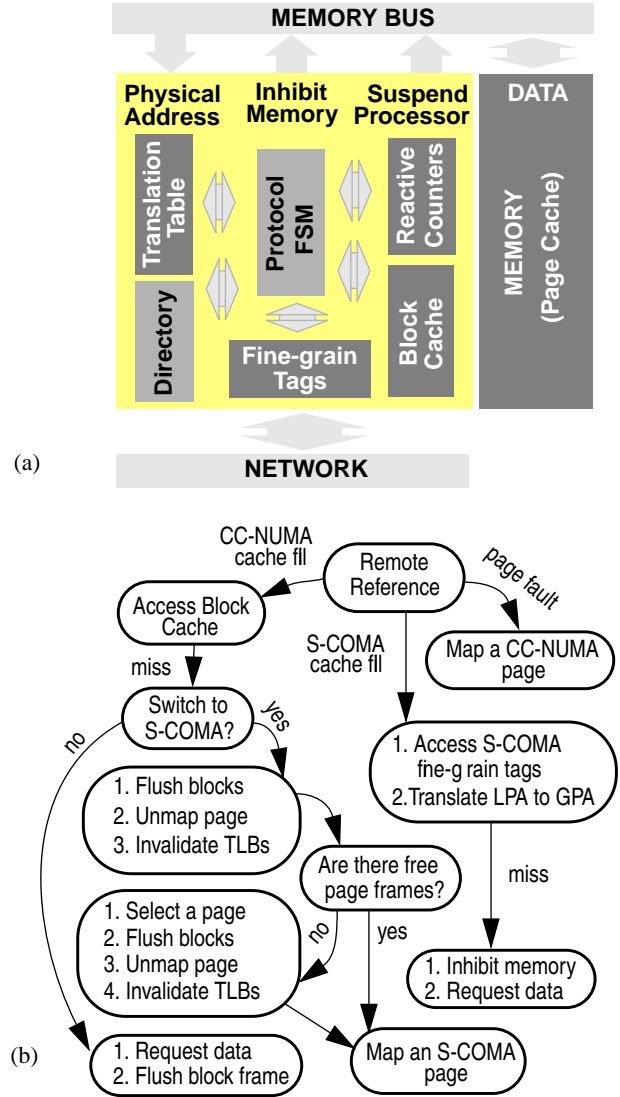 MEMORY BUS
Physical
Address
Inhibit
Memory
Suspend
Processor
DATA
Translation
Table
Protocol
FSM
Reactive
Counters
MEMORY
(Page Cache)
Directory
Block
Cache
Fine-grain
Tags
(a)
NETWORK
CC-NUMA
cache fll
Remote
Reference
page fault
Access Block
Cache
S-COMA
cache fll
Map a CC-NUMA
page
miss
Switch to
S-COMA?
no
yes
1. Access S-COMA
fne-g rain tags
2.Translate LPA to GPA
1. Flush blocks
2. Unmap page
3. Invalidate TLBs
Are there free
page frames?
miss
1. Select a page
2. Flush blocks
3. Unmap page
4. Invalidate TLBs
no
yes
1. Inhibit memory
2. Request data
(b)
1. Request data
2. Flush block frame
Map an S-COMA
page